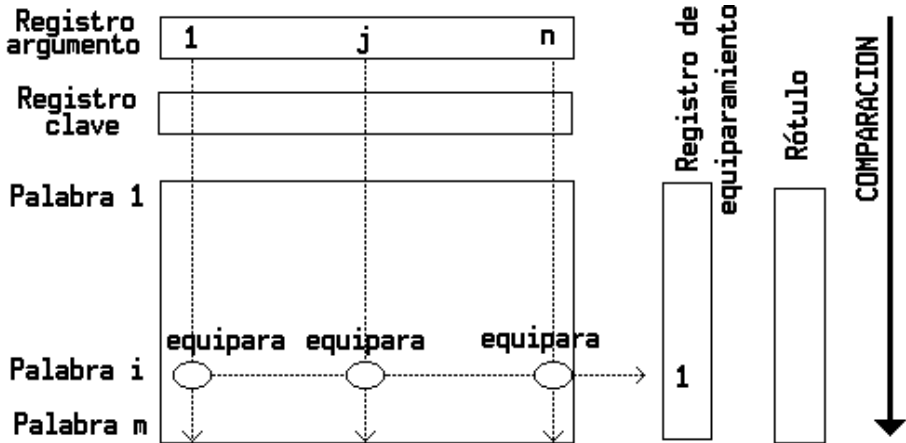 Registro
argumento
1 j n
Registro
clave
Palabra 1
equipara equipara equipara
Palabra i
1
Palabra m
Registro de
equiparamiento
Rótulo
COMPARACION